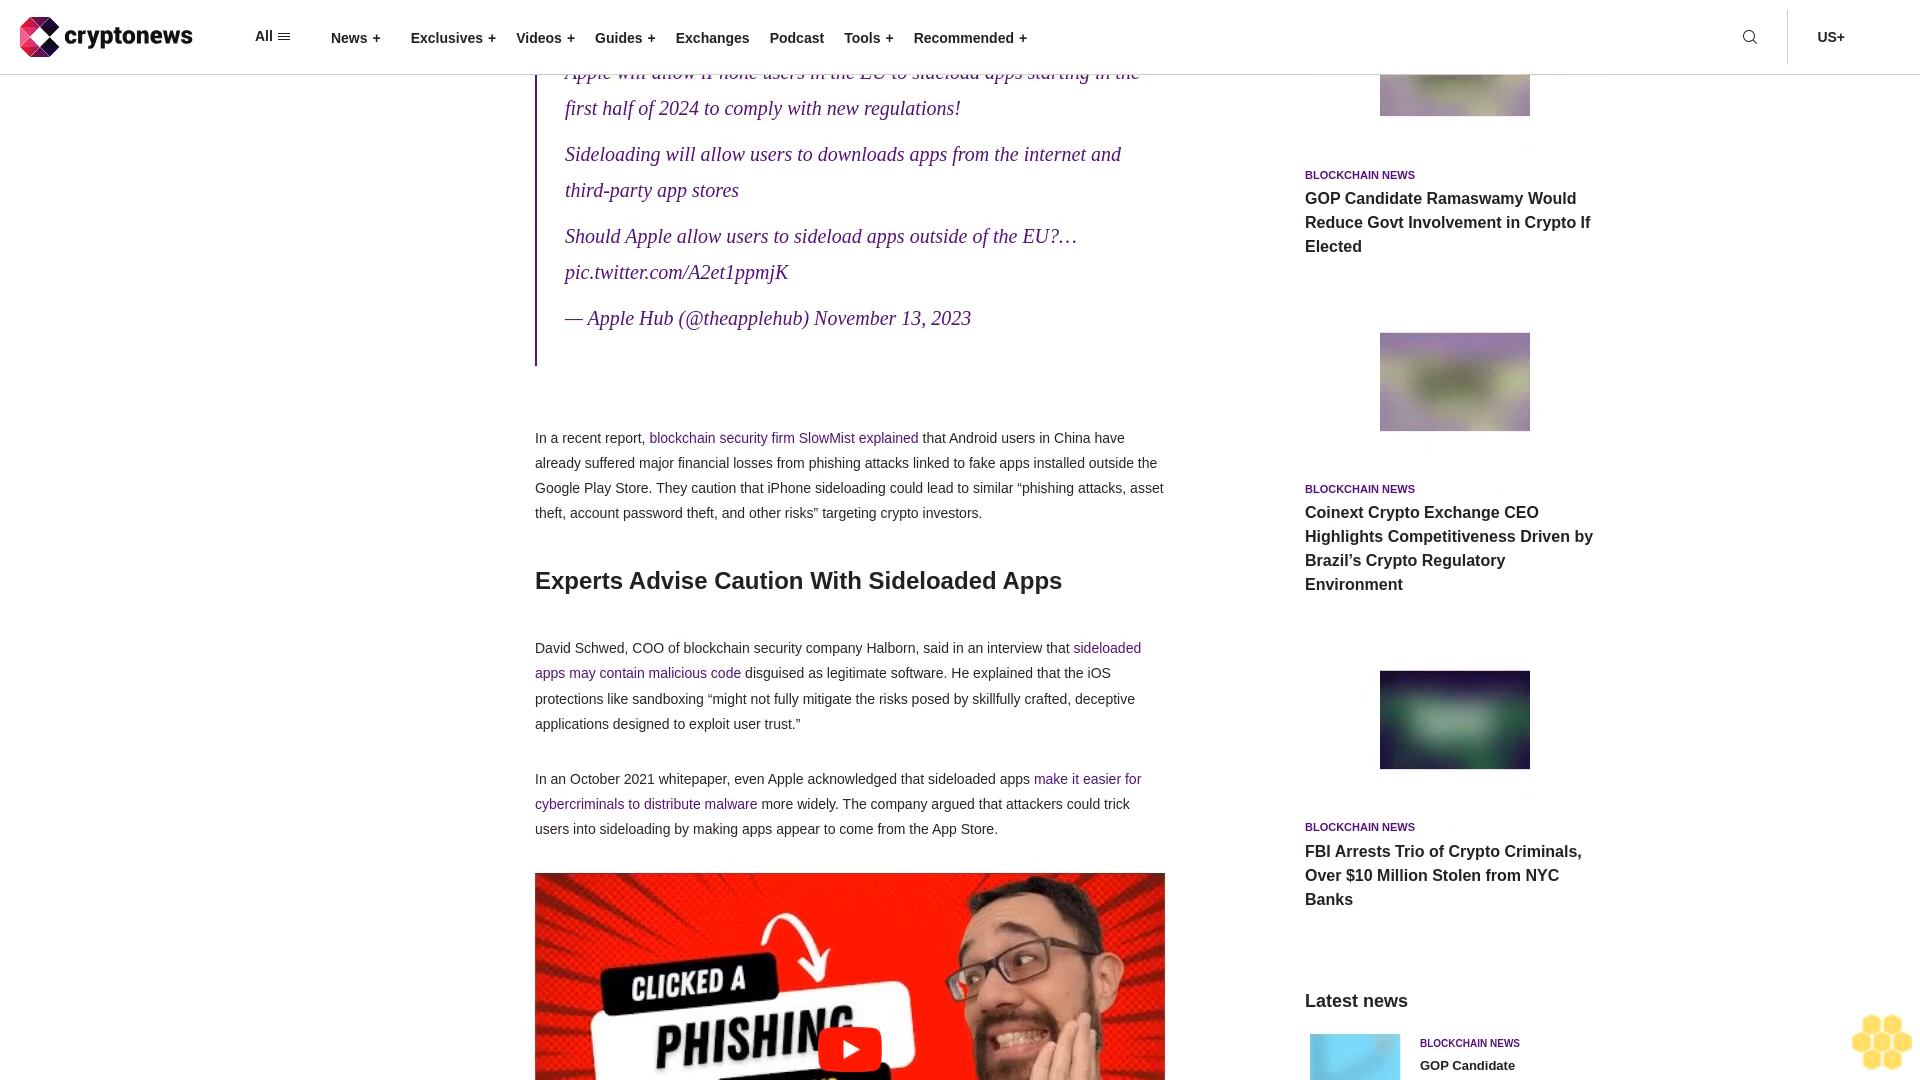 cryptonews
All
News +
Exclusives +
Videos +
Guides +
Exchanges
Podcast
Tools +
Recommended +
US+
Apple will allow iPhone users in the EU to sideload apps starting in the
first half of 2024 to comply with new regulations!
Sideloading will allow users to downloads apps from the internet and
third-party app stores
Should Apple allow users to sideload apps outside of the EU?…
pic.twitter.com/A2et1ppmjK
— Apple Hub (@theapplehub) November 13, 2023
In a recent report, blockchain security firm SlowMist explained that Android users in China have
already suffered major financial losses from phishing attacks linked to fake apps installed outside the
Google Play Store. They caution that iPhone sideloading could lead to similar “phishing attacks, asset
theft, account password theft, and other risks” targeting crypto investors.
Experts Advise Caution With Sideloaded Apps
David Schwed, COO of blockchain security company Halborn, said in an interview that sideloaded
apps may contain malicious code disguised as legitimate software. He explained that the iOS
protections like sandboxing “might not fully mitigate the risks posed by skillfully crafted, deceptive
applications designed to exploit user trust.”
In an October 2021 whitepaper, even Apple acknowledged that sideloaded apps make it easier for
cybercriminals to distribute malware more widely. The company argued that attackers could trick
users into sideloading by making apps appear to come from the App Store.
CLICKED A
PHISHING
BLOCKCHAIN NEWS
GOP Candidate Ramaswamy Would
Reduce Govt Involvement in Crypto If
Elected
BLOCKCHAIN NEWS
Coinext Crypto Exchange CEO
Highlights Competitiveness Driven by
Brazil’s Crypto Regulatory
Environment
BLOCKCHAIN NEWS
FBI Arrests Trio of Crypto Criminals,
Over $10 Million Stolen from NYC
Banks
Latest news
BLOCKCHAIN NEWS
GOP Candidate